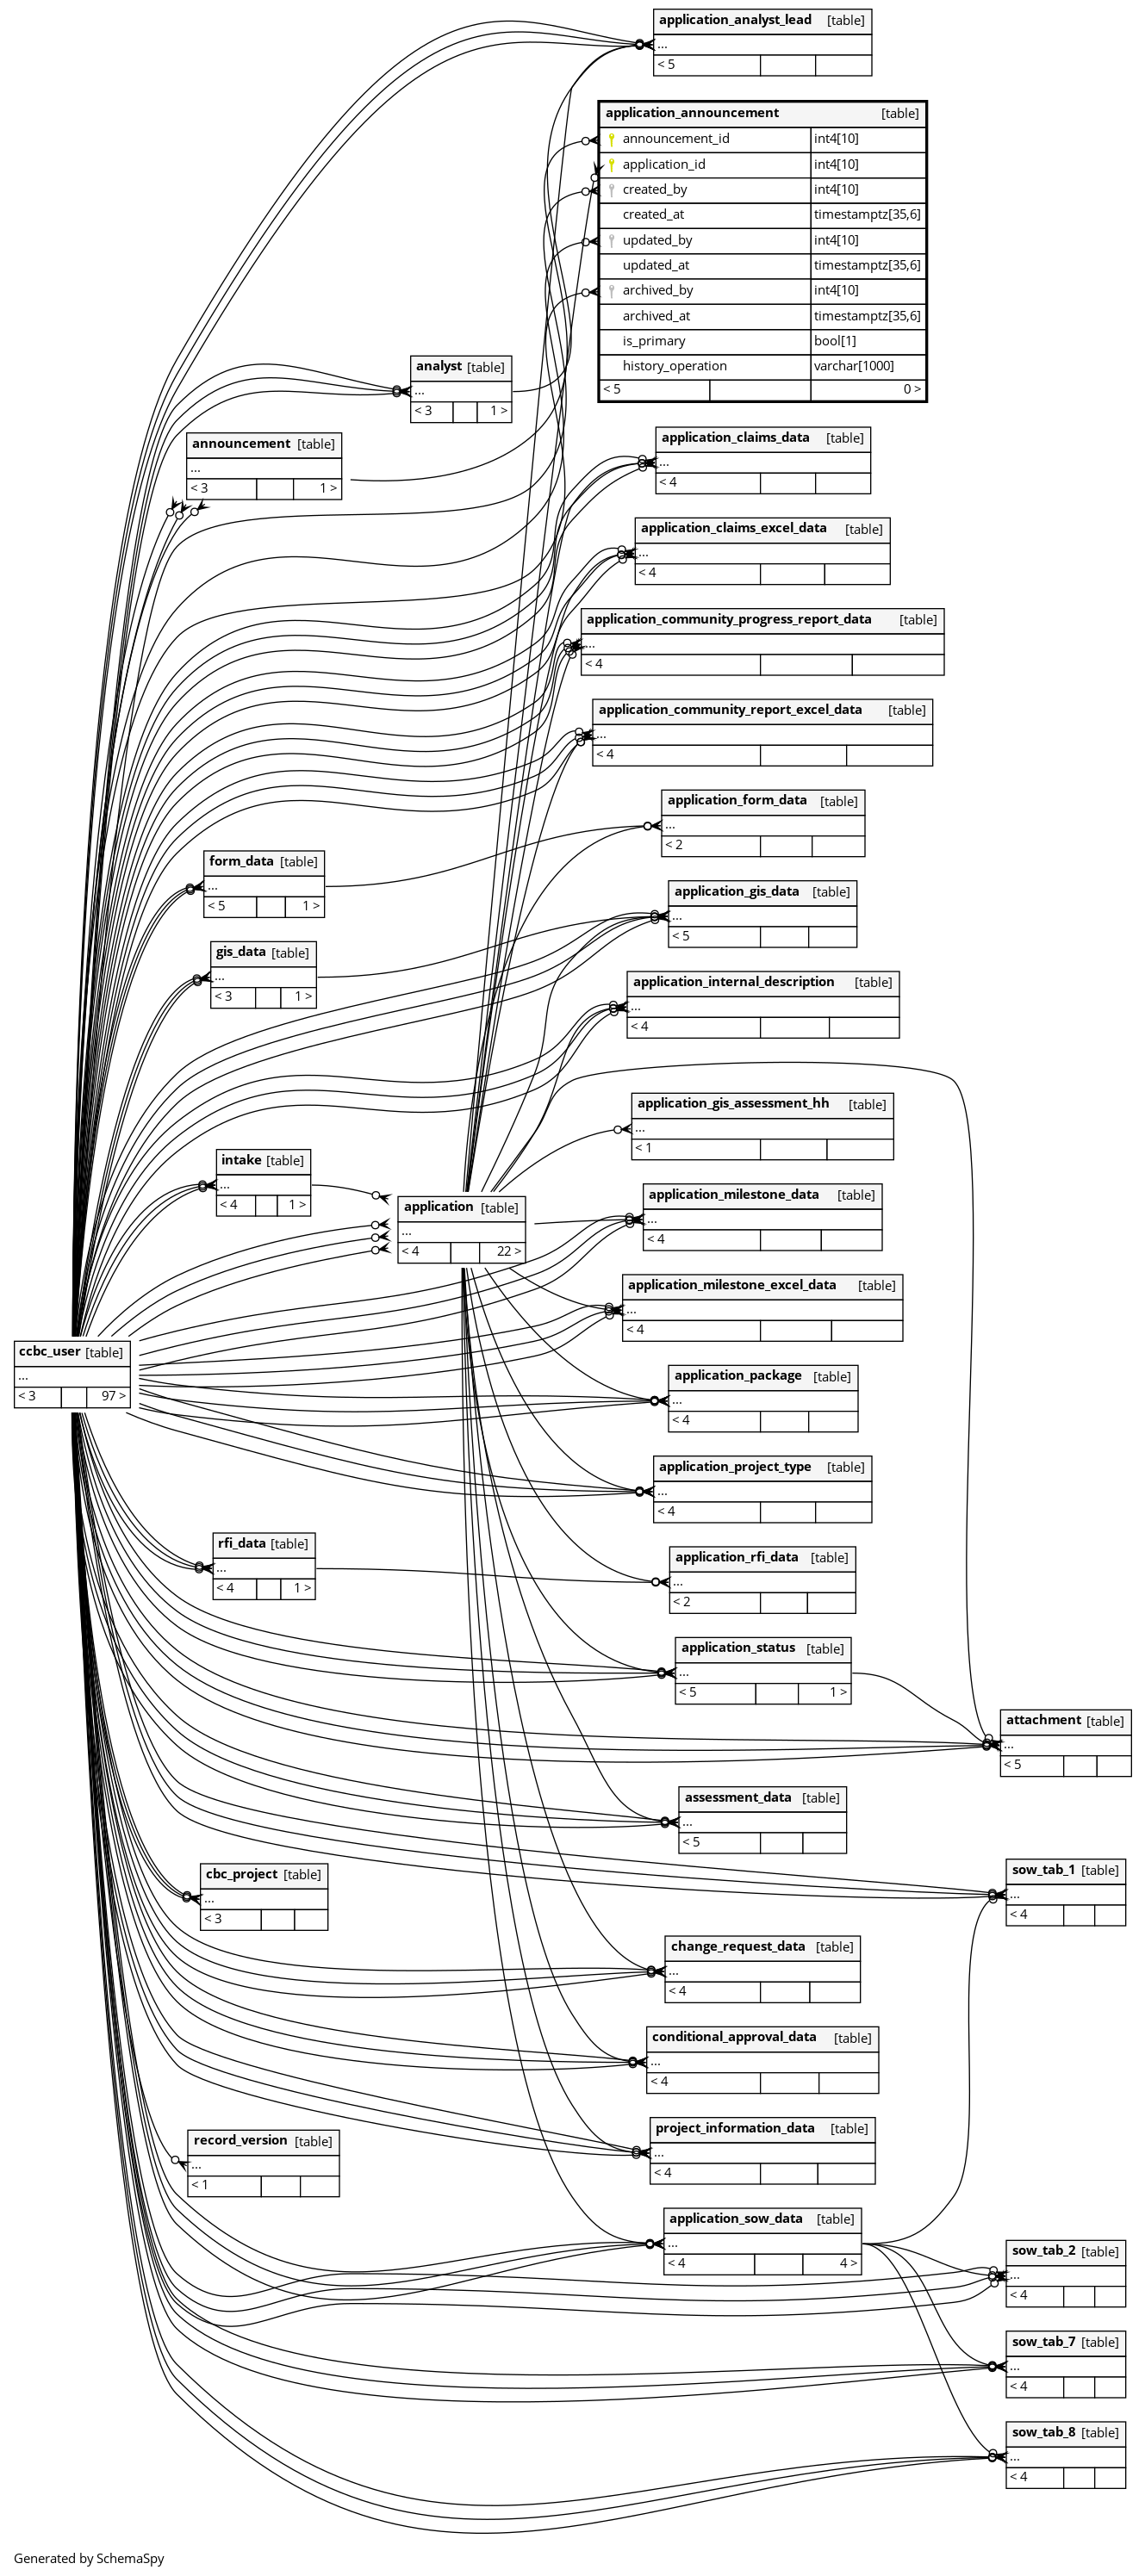 application_analyst_lead [table]
...
< 5
application_announcement [table]
announcement_id int4[10]
application_id int4[10]
created_by int4[10]
created_at timestamptz[35,6]
updated_by int4[10]
updated_at timestamptz[35,6]
archived_by int4[10]
archived_at timestamptz[35,6]
is_primary bool[1]
history_operation varchar[1000]
< 5 0 >
analyst [table]
...
< 3 1 >
announcement [table]
...
< 3 1 >
application_claims_data [table]
...
< 4
application_claims_excel_data [table]
...
< 4
application_community_progress_report_data [table]
...
< 4
application_community_report_excel_data [table]
...
< 4
application_form_data [table]
...
< 2
form_data [table]
...
< 5 1 >
application_gis_data [table]
...
< 5
gis_data [table]
...
< 3 1 >
application_internal_description [table]
...
< 4
application_gis_assessment_hh [table]
...
< 1
intake [table]
...
< 4 1 >
application [table]
...
< 4 22 >
application_milestone_data [table]
...
< 4
application_milestone_excel_data [table]
...
< 4
ccbc_user [table]
...
< 3 97 >
application_package [table]
...
< 4
application_project_type [table]
...
< 4
rfi_data [table]
...
< 4 1 >
application_rfi_data [table]
...
< 2
application_status [table]
...
< 5 1 >
attachment [table]
...
< 5
assessment_data [table]
...
< 5
cbc_project [table]
...
< 3
sow_tab_1 [table]
...
< 4
change_request_data [table]
...
< 4
conditional_approval_data [table]
...
< 4
project_information_data [table]
...
< 4
record_version [table]
...
< 1
application_sow_data [table]
...
< 4 4 >
sow_tab_2 [table]
...
< 4
sow_tab_7 [table]
...
< 4
sow_tab_8 [table]
...
< 4
Generated by SchemaSpy